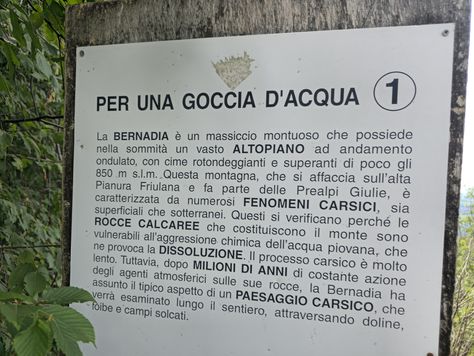 PER UNA GOCCIA D'ACQUA 1
La BERNADIA è un massiccio montuoso che possiede
nella sommità un vasto ALTOPIANO ad andamento
ondulato, con cime rotondeggianti e superanti di poco gli
850 m s.l.m. Questa montagna, che si affaccia sull'alta
Pianura Friulana e fa parte delle Prealpi Giulie, è
caratterizzata da numerosi FENOMENI CARSICI, sia
superficiali che sotterranei. Questi si verificano perché le
ROCCE CALCAREE che costituiscono il monte sono
vulnerabili all'aggressione chimica dell'acqua piovana, che
ne provoca la DISSOLUZIONE. Il processo carsico è molto
lento. Tuttavia, dopo MILIONI DI ANNI di costante azione
degli agenti atmosferici sulle sue rocce, la Bernadia ha
assunto il tipico aspetto di un PAESAGGIO CARSICO, che
verrà esaminato lungo il sentiero, attraversando doline,
foibe e campi solcati.